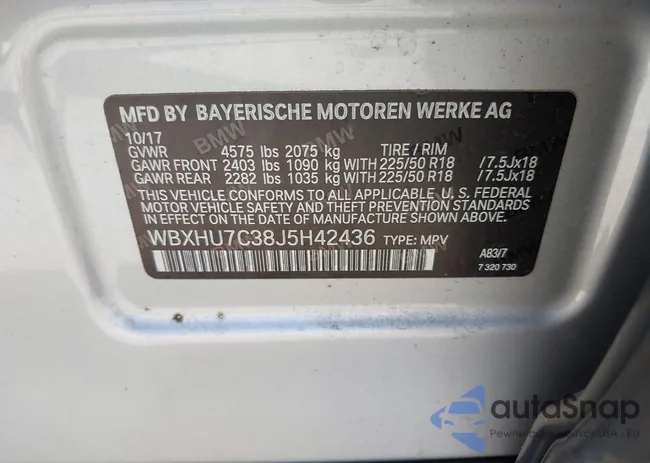 MFD BY BAYERISCHE MOTOREN WERKE AG
10/17
GVWR 4575 lbs 2075 kg TIRE / RIM
GAWR FRONT 2403 lbs 1090 kg WITH 225/50 R18 /7.5Jx18
GAWR REAR 2282 lbs 1035 kg WITH 225/50 R18 /7.5Jx18
THIS VEHICLE CONFORMS TO ALL APPLICABLE U. S. FEDERAL
MOTOR VEHICLE SAFETY AND THEFT PREVENTION STANDARDS
IN EFFECT ON THE DATE OF MANUFACTURE SHOWN ABOVE.
WBXHU7C38J5H42436 TYPE: MPV
A83/7
7 320 730
autoSnap